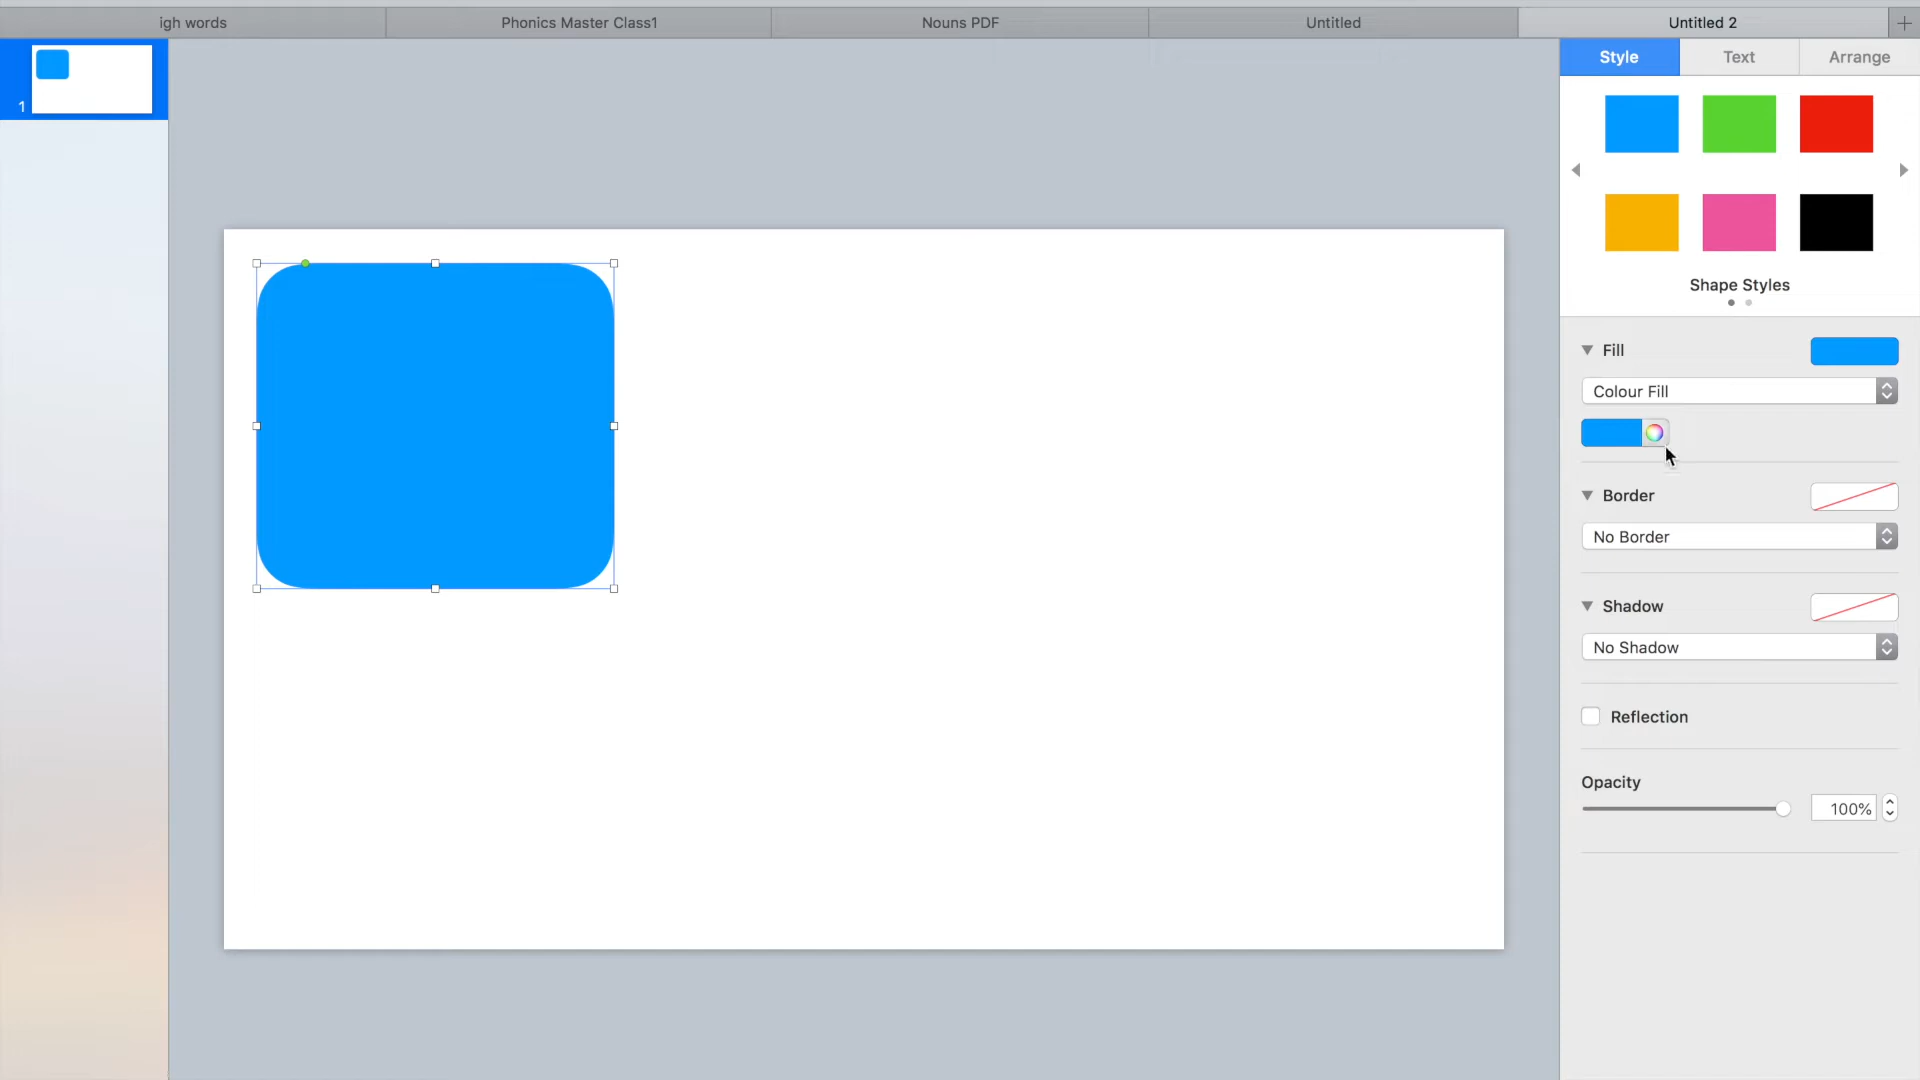 igh words
Phonics Master Class1
Nouns PDF
Untitled
Untitled 2
Style
Text
Arrange
1
Shape Styles
Fill
Colour Fill
Border
No Border
Shadow
No Shadow
Reflection
Opacity
100%